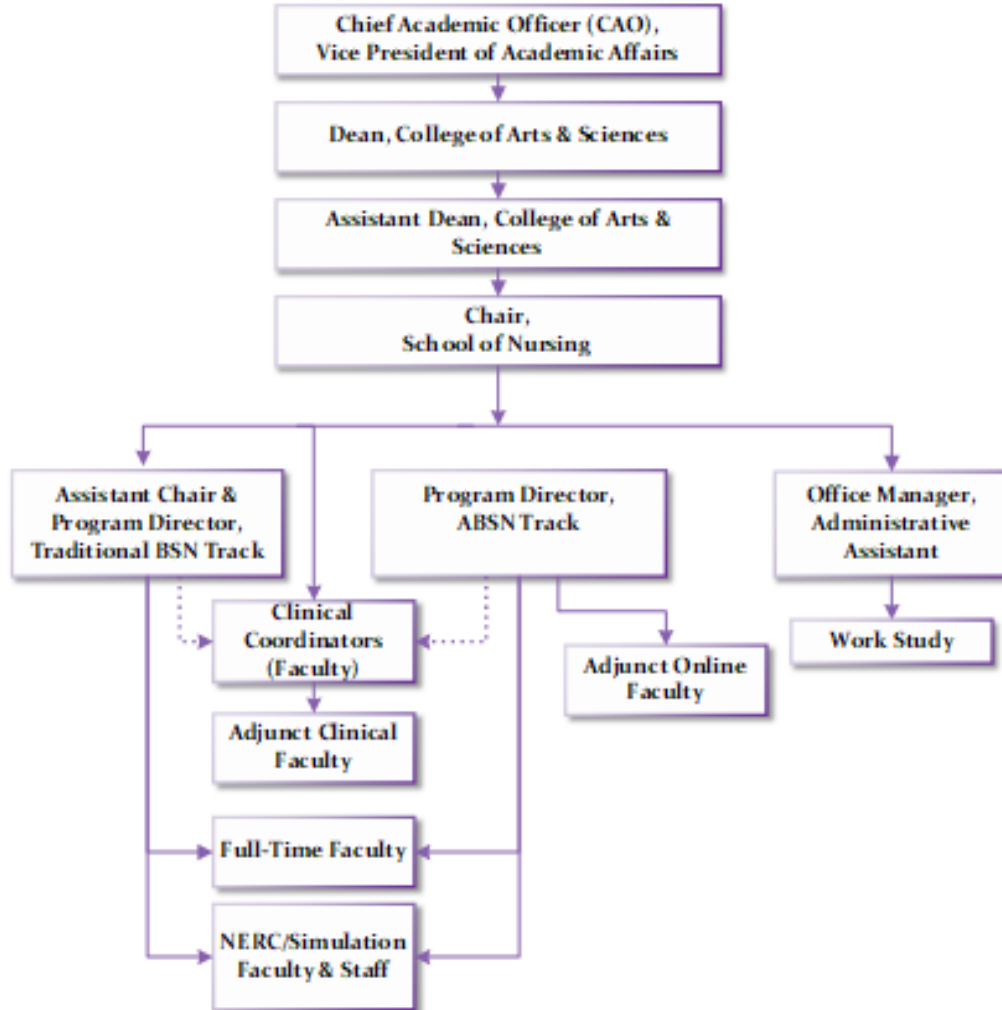 Chief Academic Officer (CAO),
Vice President of Academic Affairs
Dean, College of Arts & Sciences
Assistant Dean, College of Arts &
Sciences
Chair,
School of Nursing
Assistant Chair &
Program Director,
Traditional BSN Track
Program Director,
ABSN Track
Office Manager,
Administrative
Assistant
Clinical
Coordinators
(Faculty)
Work Study
Adjunct Online
Faculty
Adjunct Clinical
Faculty
Full-Time Faculty
NERC/Simulation
Faculty & Staff